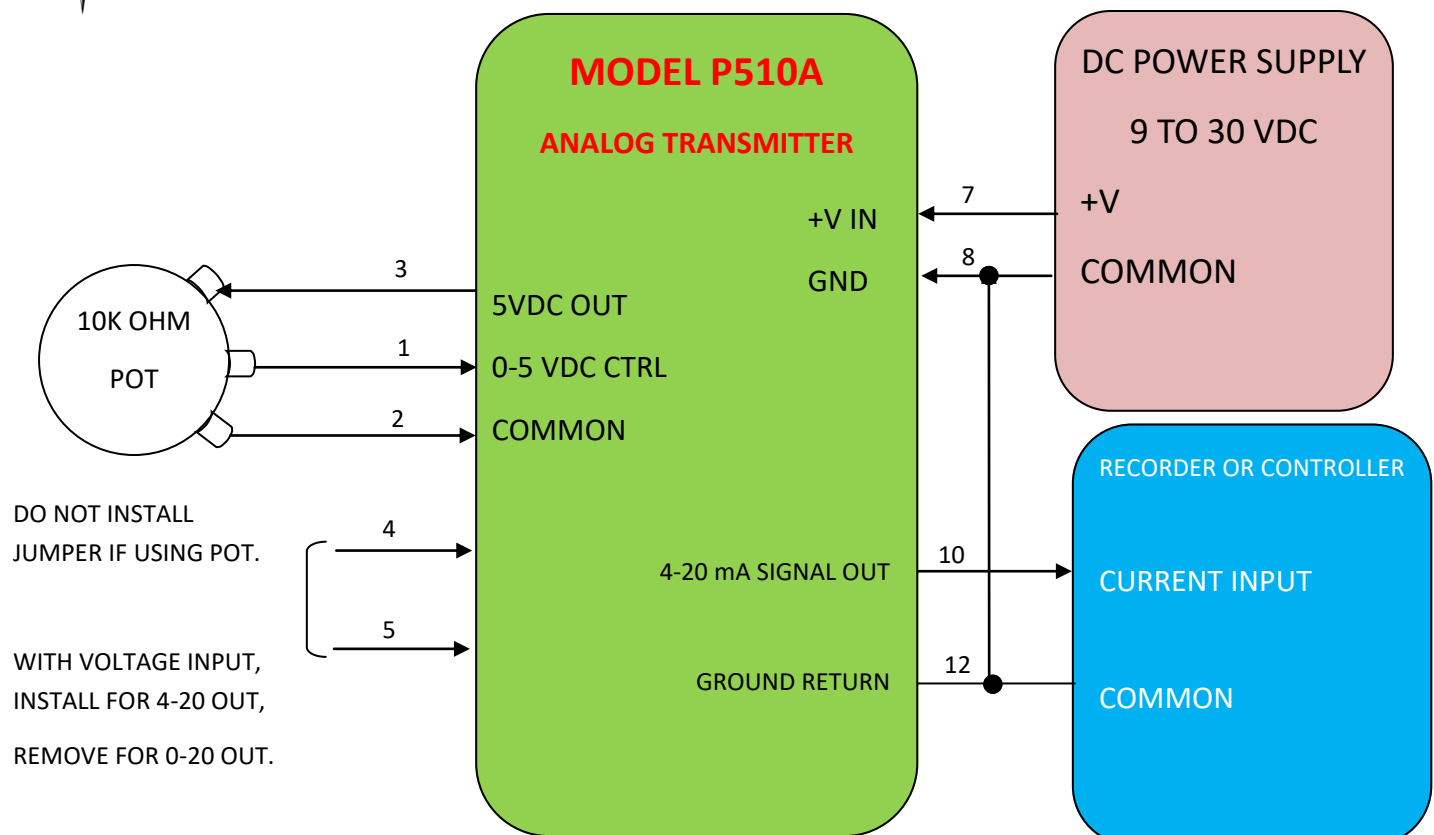 MODEL P510A
ANALOG TRANSMITTER
DC POWER SUPPLY
9 TO 30 VDC
+V
COMMON
7
8
+V IN
GND
10K OHM
POT
3
1
2
5VDC OUT
0-5 VDC CTRL
COMMON
DO NOT INSTALL
JUMPER IF USING POT.
4
5
WITH VOLTAGE INPUT,
INSTALL FOR 4-20 OUT,
REMOVE FOR 0-20 OUT.
4-20 mA SIGNAL OUT
GROUND RETURN
10
12
RECORDER OR CONTROLLER
CURRENT INPUT
COMMON